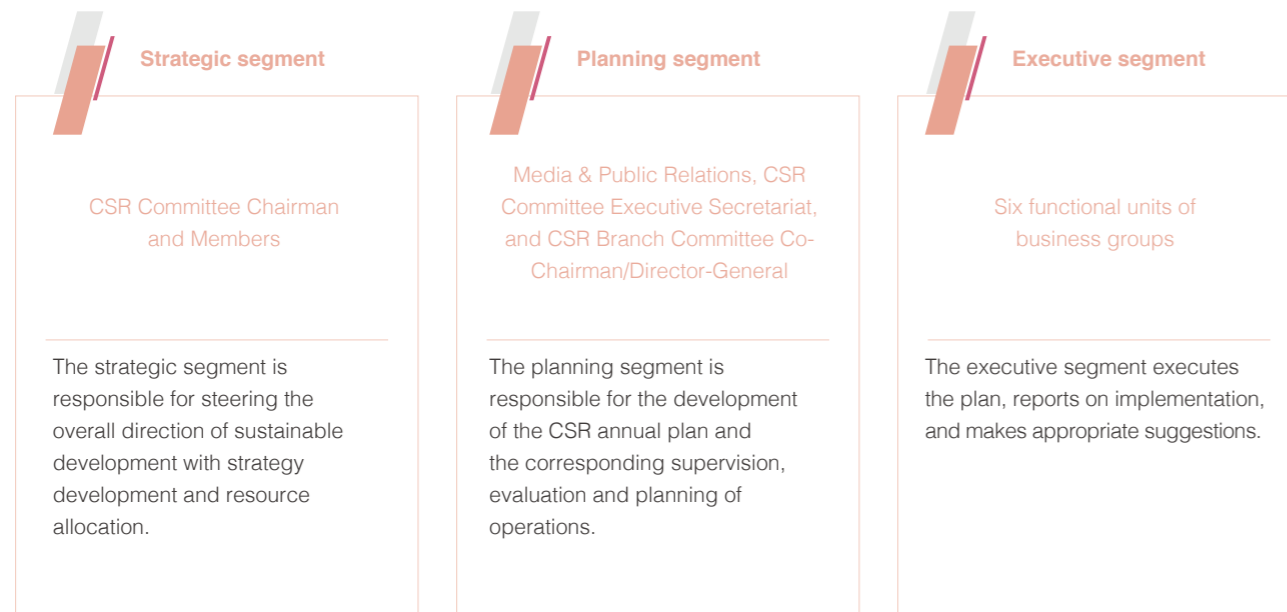 Strategic segment
CSR Committee Chairman
and Members
The strategic segment is
responsible for steering the
overall direction of sustainable
development with strategy
development and resource
allocation.
Planning segment
Media & Public Relations, CSR
Committee Executive Secretariat,
and CSR Branch Committee Co-
Chairman/Director-General
The planning segment is
responsible for the development
of the CSR annual plan and
the corresponding supervision,
evaluation and planning of
operations.
Executive segment
Six functional units of
business groups
The executive segment executes
the plan, reports on implementation,
and makes appropriate suggestions.